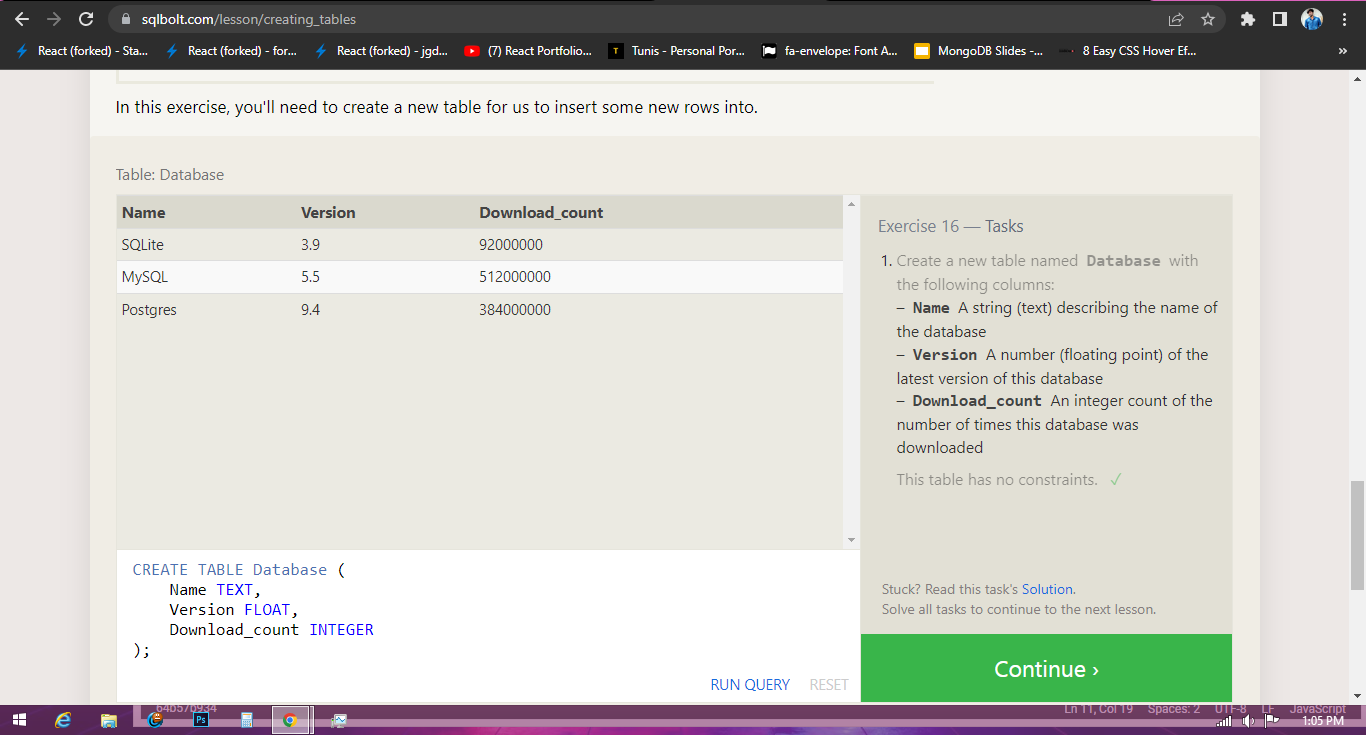 sqlbolt.com/lesson/creating_tables
React (forked) - Sta... React (forked) - for... React (forked) - jgd... (7) React Portfolio... T Tunis - Personal Por... fa-envelope: Font A... MongoDB Slides -... 8 Easy CSS Hover Ef... »
In this exercise, you'll need to create a new table for us to insert some new rows into.
Table: Database
Name Version Download_count
SQLite 3.9 92000000
MySQL 5.5 512000000
Postgres 9.4 384000000
Exercise 16 — Tasks
1. Create a new table named Database with
the following columns:
– Name A string (text) describing the name of
the database
– Version A number (floating point) of the
latest version of this database
– Download_count An integer count of the
number of times this database was
downloaded
This table has no constraints. ✓
Stuck? Read this task's Solution.
Solve all tasks to continue to the next lesson.
Continue ›
CREATE TABLE Database (
Name TEXT,
Version FLOAT,
Download_count INTEGER
);
RUN QUERY RESET
64b57b934
Ln 11, Col 19 Spaces: 2 UTF-8 LF JavaScript
Ps
1:05 PM